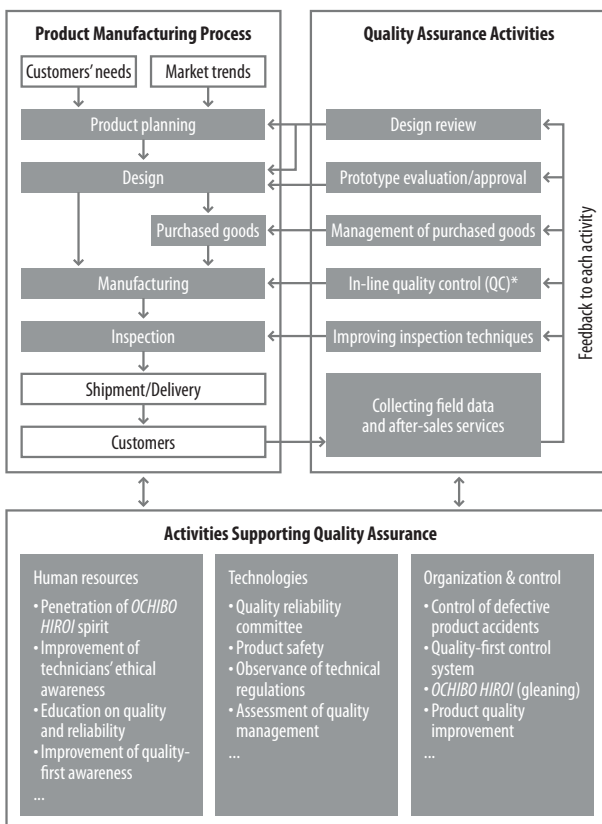 Product Manufacturing Process
Customers' needs
Market trends
Product planning
Design
Purchased goods
Manufacturing
Inspection
Shipment/Delivery
Customers
Quality Assurance Activities
Design review
Prototype evaluation/approval
Management of purchased goods
In-line quality control (QC)*
Improving inspection techniques
Collecting field data
and after-sales services
Feedback to each activity
Activities Supporting Quality Assurance
Human resources
• Penetration of OCHIBO
HIROI spirit
• Improvement of
technicians' ethical
awareness
• Education on quality
and reliability
• Improvement of quality-
first awareness
...
Technologies
• Quality reliability
committee
• Product safety
• Observance of technical
regulations
• Assessment of quality
management
...
Organization & control
• Control of defective
product accidents
• Quality-first control
system
• OCHIBO HIROI (gleaning)
• Product quality
improvement
...